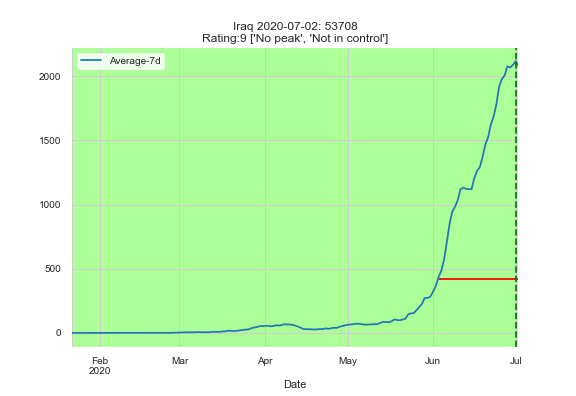 Iraq 2020-07-02: 53708
Rating:9 ['No peak', 'Not in control']
Average-7d
2000
1500
1000
500
0
Feb Mar Apr May Jun Jul
2020
Date